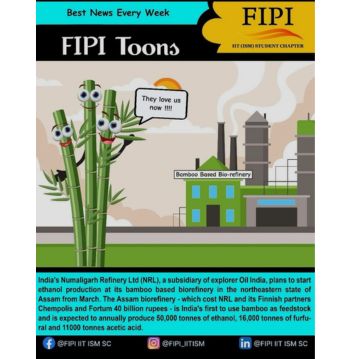 Best News Every Week
FIPI
IIT (ISM) STUDENT CHAPTER
FIPI TOONS
They love us
now !!!!
Bamboo Based Bio-refinery
India's Numaligarh Refinery Ltd (NRL), a subsidiary of explorer Oil India, plans to start
ethanol production at its bamboo based biorefinery in the northeastern state of
Assam from March. The Assam biorefinery - which cost NRL and its Finnish partners
Chempolis and Fortum 40 billion rupees - is India's first to use bamboo as feedstock
and is expected to annually produce 50,000 tonnes of ethanol, 16,000 tonnes of furfu-
ral and 11000 tonnes acetic acid.
@FIPI IIT ISM SC
@FIPI_IITISM
@FIPI IIT ISM SC